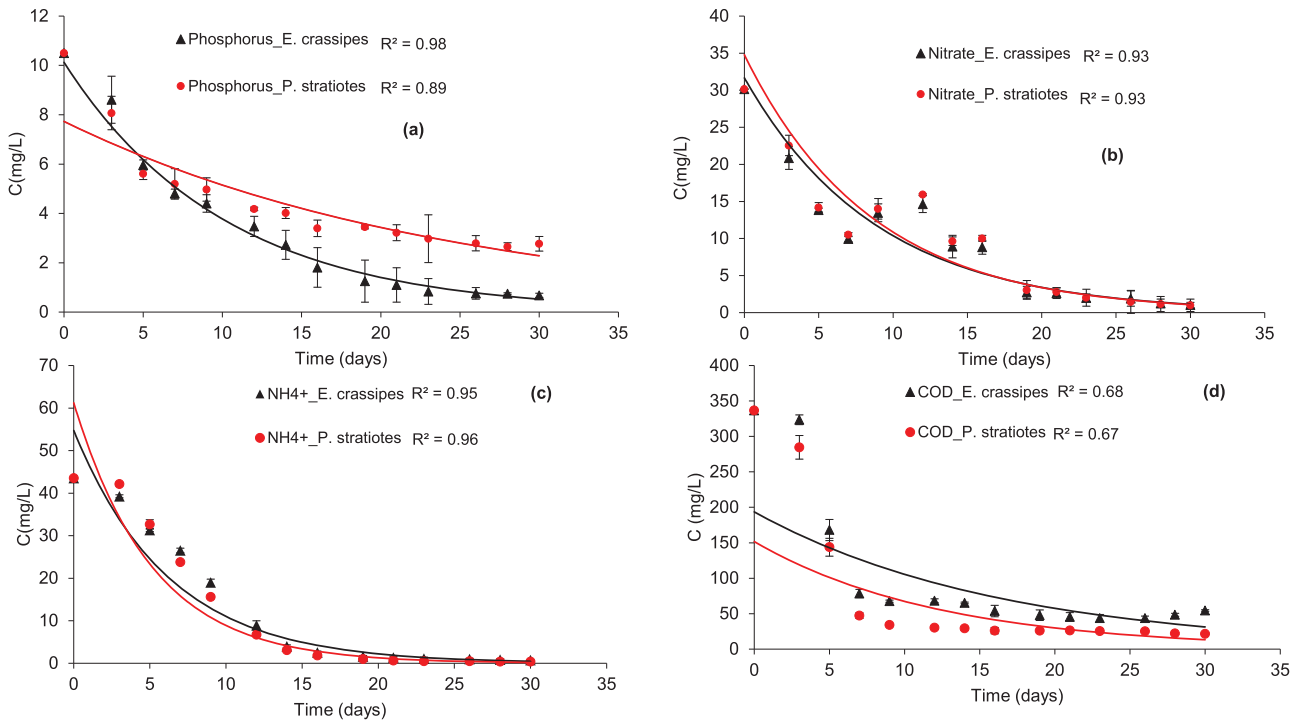 12
10
8
6
4
2
0
C(mg/L)
Phosphorus_E. crassipes R² = 0.98
Phosphorus_P. stratiotes R² = 0.89
(a)
0 5 10 15 20 25 30 35
Time (days)
40
35
30
25
20
15
10
5
0
C(mg/L)
Nitrate_E. crassipes R² = 0.93
Nitrate_P. stratiotes R² = 0.93
(b)
0 5 10 15 20 25 30 35
Time (days)
70
60
50
40
30
20
10
0
C(mg/L)
NH4+_E. crassipes R² = 0.95
(c)
NH4+_P. stratiotes R² = 0.96
0 5 10 15 20 25 30 35
Time (days)
400
350
300
250
200
150
100
50
0
C (mg/L)
COD_E. crassipes R² = 0.68
(d)
COD_P. stratiotes R² = 0.67
0 5 10 15 20 25 30 35
Time (days)